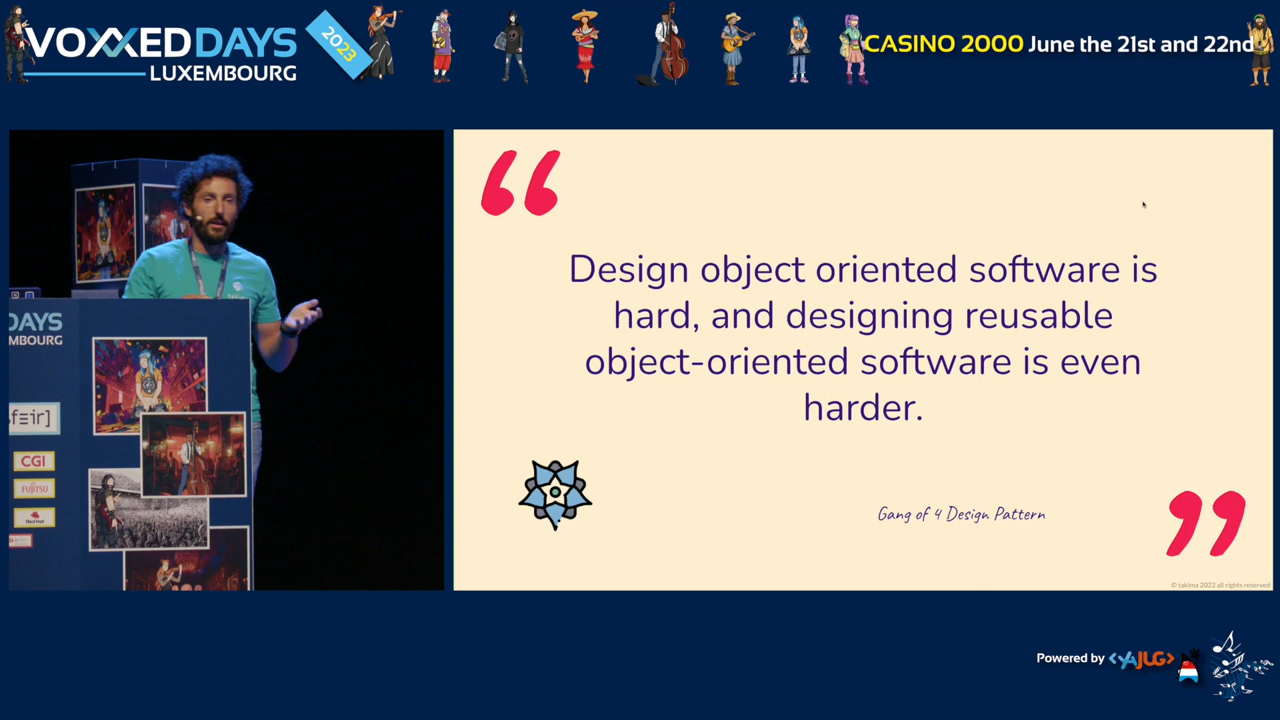 VOXXEDDAYS
LUXEMBOURG
2023
CASINO 2000 June the 21st and 22nd
Design object oriented software is
hard, and designing reusable
object-oriented software is even
harder.
Gang of 4 Design Pattern
© takima 2022 all rights reserved
DAYS
MBOURG
sfeir]
CGI
FUJITSU
Red Hat
Powered by <YAJUG>